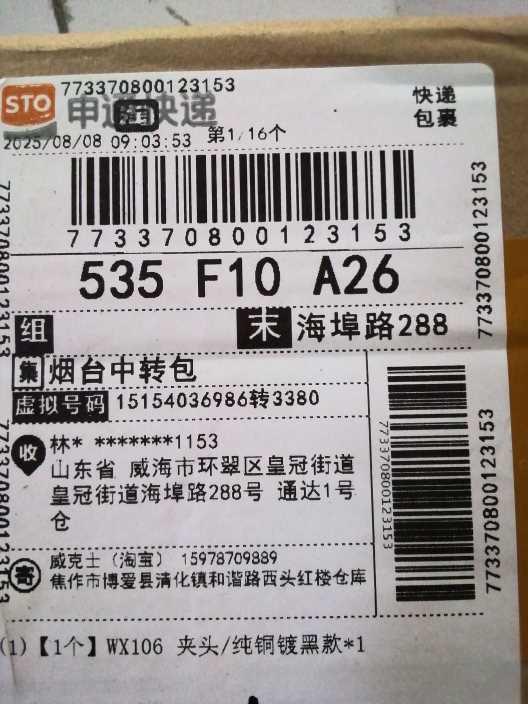 773370800123153
STO 申通快递
快递
包裹
2025/08/08 09:03:53 第1/16个
773370800123153
773370800123153
773370800123153
535 F10 A26
组
末 海埠路288
集 烟台中转包
虚拟号码 15154036986转3380
收 林* *******1153
山东省 威海市环翠区皇冠街道
皇冠街道海埠路288号 通达1号
仓
773370800123153
773370800123153
773370800123153
寄 威克士（淘宝） 15978709889
焦作市博爱县清化镇和谐路西头红楼仓库
(1)【1个】WX106 夹头/纯铜镀黑款*1